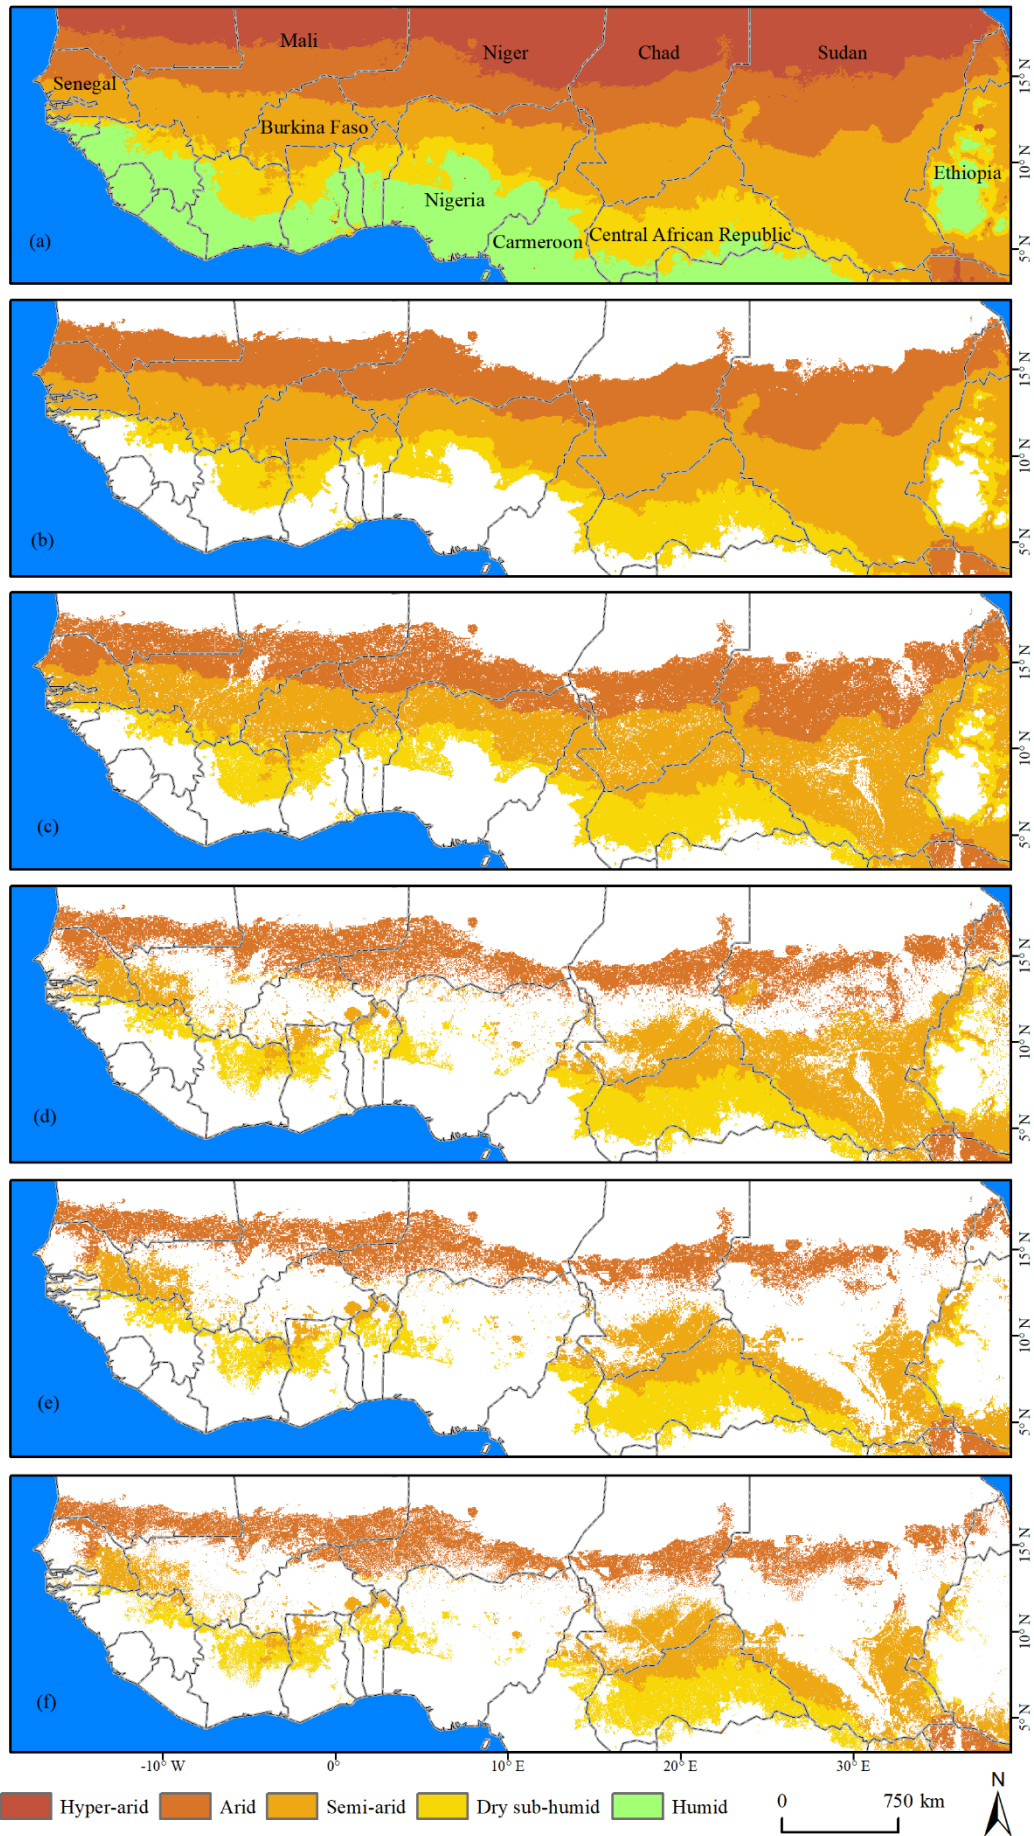 Mali
Niger
Chad
Sudan
Senegal
15° N
Burkina Faso
10° N
Ethiopia
Nigeria
Carmeroon
Central African Republic
5° N
(a)
15° N
10° N
5° N
(b)
15° N
10° N
5° N
(c)
15° N
10° N
5° N
(d)
15° N
10° N
5° N
(e)
15° N
10° N
5° N
(f)
-10° W
0°
10° E
20° E
30° E
N
Hyper-arid
Arid
Semi-arid
Dry sub-humid
Humid
0
750 km